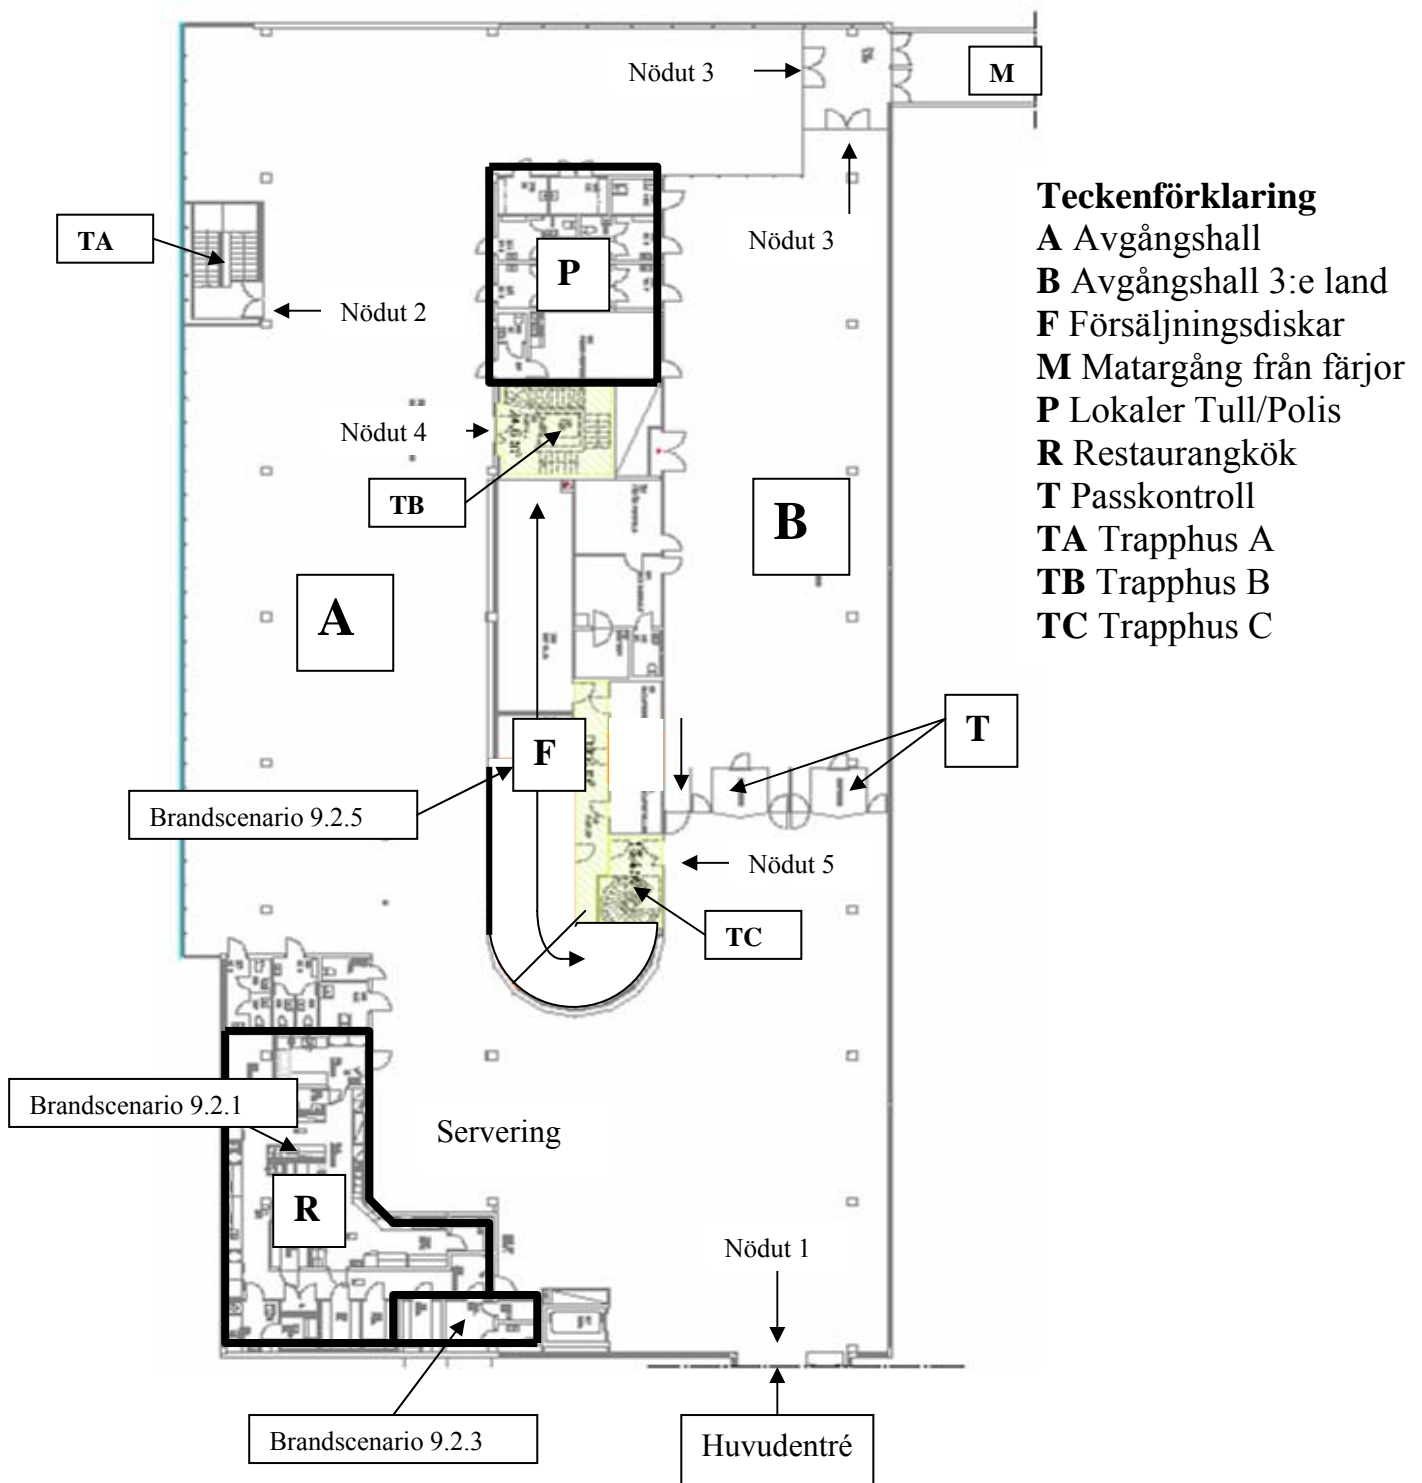 Nödut 3
M
Teckenförklaring
A Avgångshall
B Avgångshall 3:e land
F Försäljningsdiskar
M Matargång från färjor
P Lokaler Tull/Polis
R Restaurangkök
T Passkontroll
TA Trapphus A
TB Trapphus B
TC Trapphus C
TA
Nödut 3
P
Nödut 2
Nödut 4
TB
B
A
T
F
Brandscenario 9.2.5
Nödut 5
TC
Brandscenario 9.2.1
Servering
R
Nödut 1
Brandscenario 9.2.3
Huvudentré